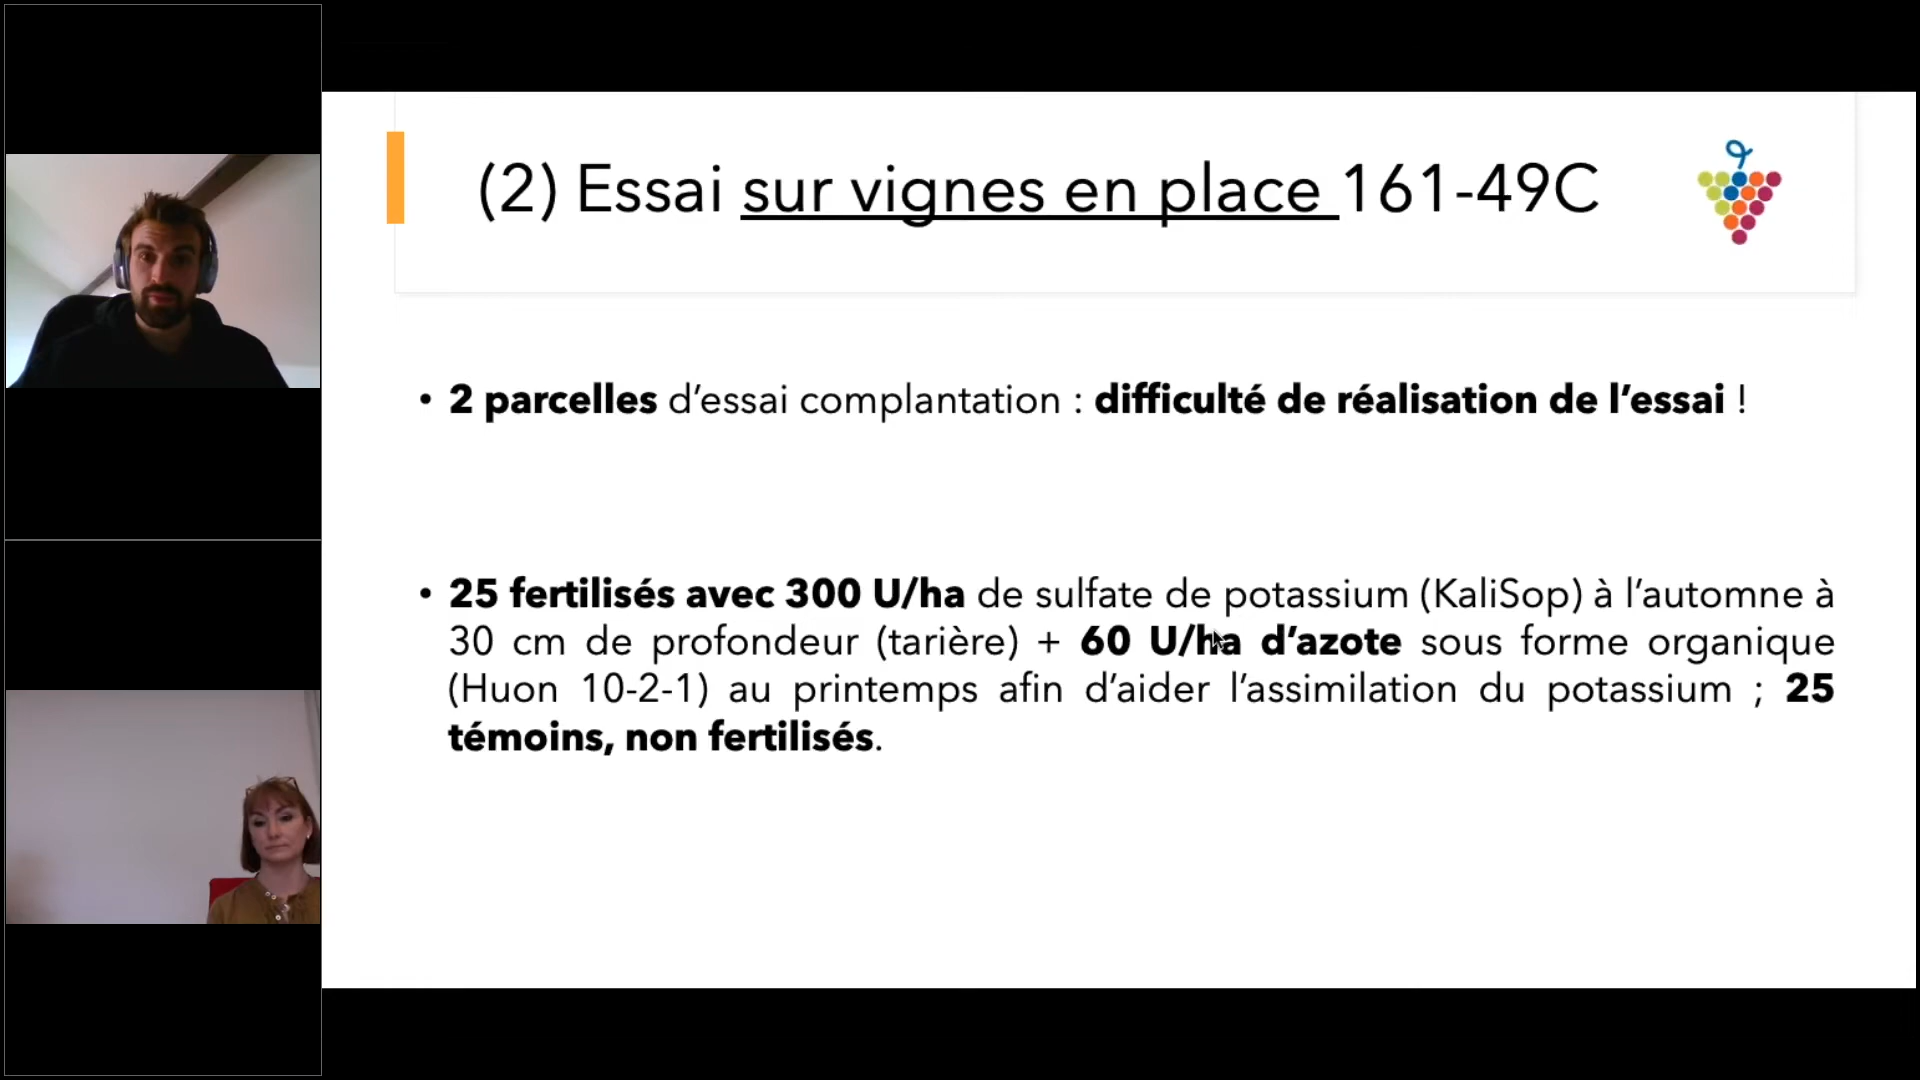 (2) Essai sur vignes en place 161-49C
• 2 parcelles d’essai complantation : difficulté de réalisation de l’essai !
• 25 fertilisés avec 300 U/ha de sulfate de potassium (KaliSop) à l’automne à
30 cm de profondeur (tarière) + 60 U/ha d’azote sous forme organique
(Huon 10-2-1) au printemps afin d’aider l’assimilation du potassium ; 25
témoins, non fertilisés.